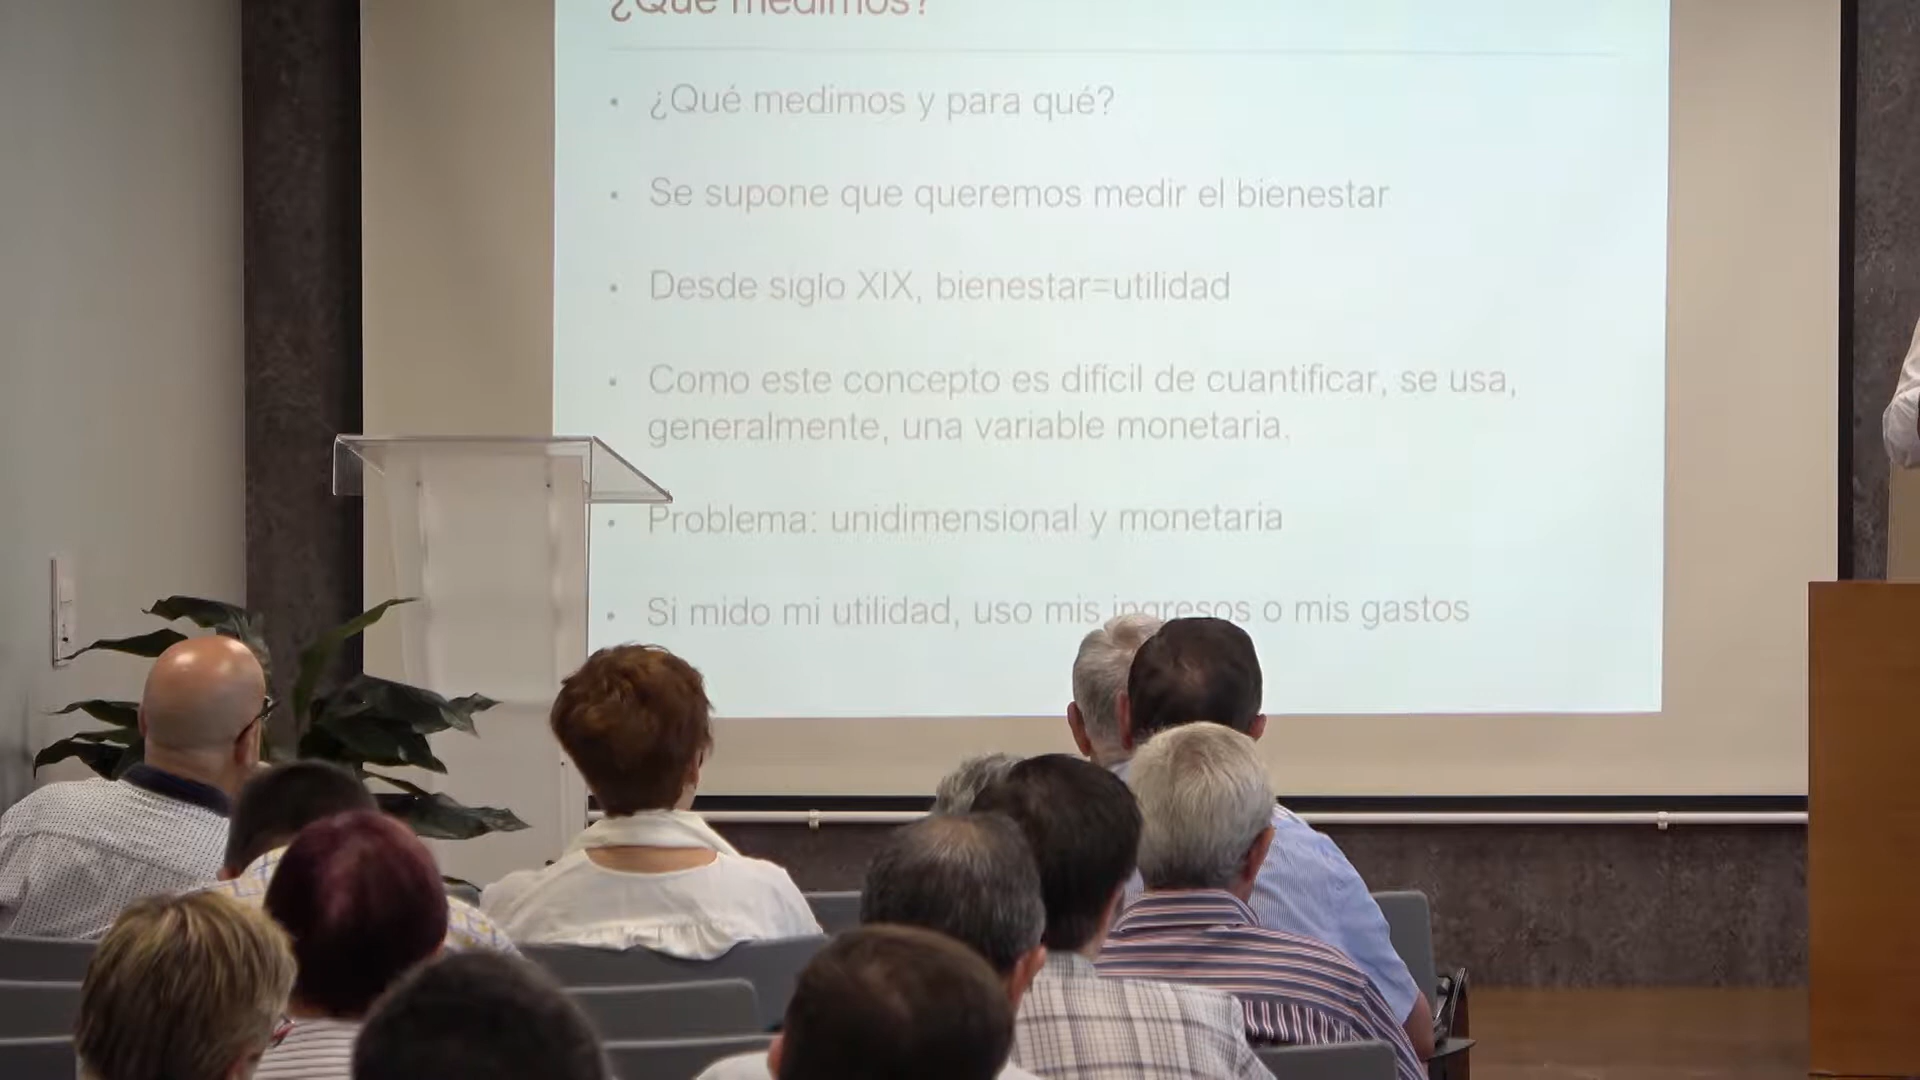 ¿Qué medimos?
• ¿Qué medimos y para qué?
• Se supone que queremos medir el bienestar
• Desde siglo XIX, bienestar=utilidad
• Como este concepto es difícil de cuantificar, se usa,
generalmente, una variable monetaria.
• Problema: unidimensional y monetaria
• Si mido mi utilidad, uso mis ingresos o mis gastos